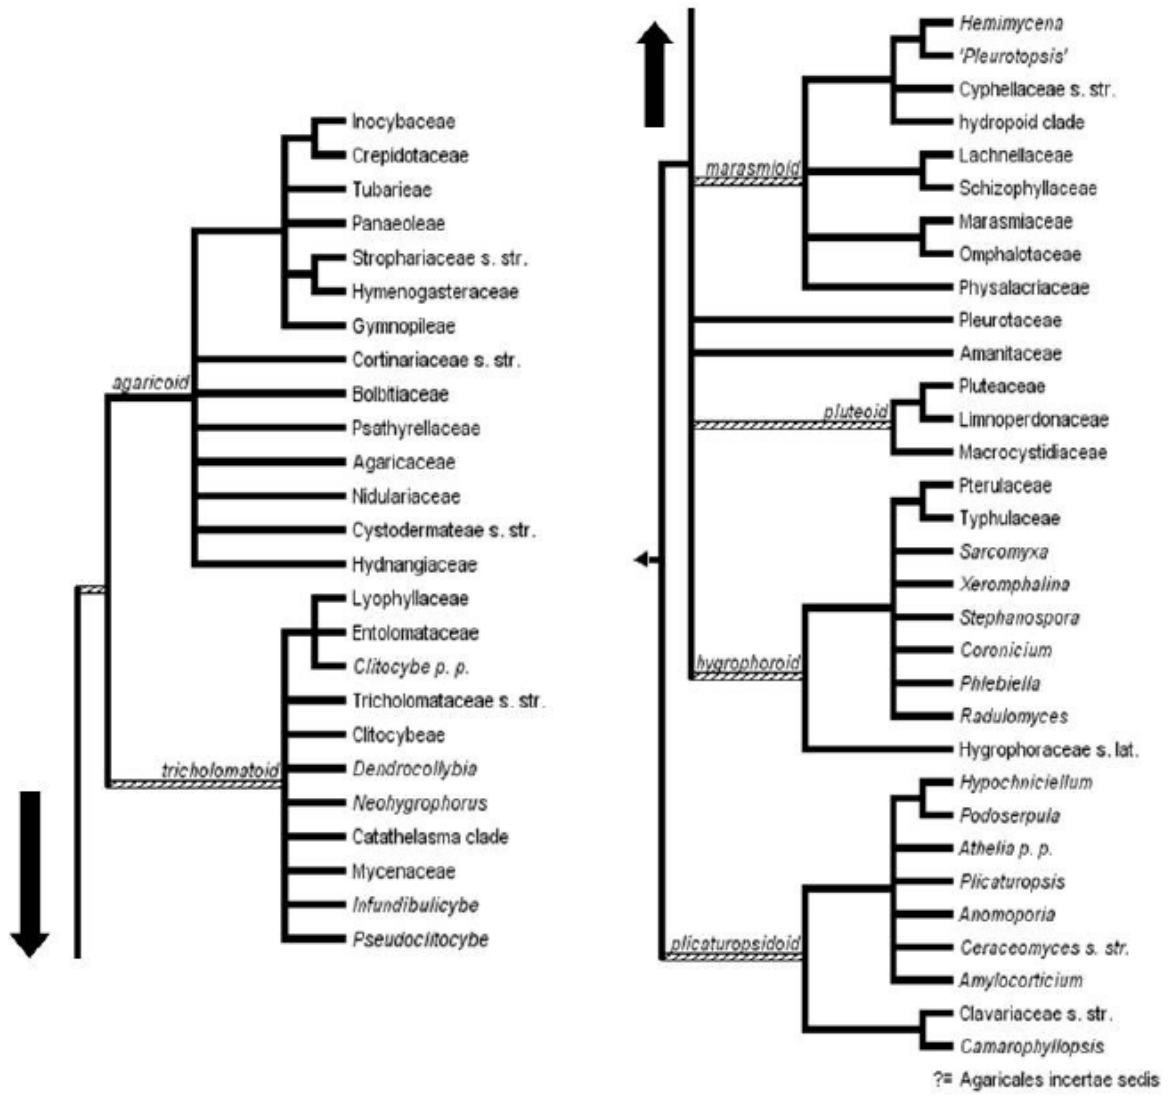 Inocybaceae
Crepidotaceae
Tubarieae
Panaeoleae
Strophariaceae s. str.
Hymenogasteraceae
Gymnopileae
Cortinariaceae s. str.
agaricoid
Bolbitiaceae
Psathyrellaceae
Agaricaceae
Nidulariaceae
Cystodermateae s. str.
Hydnangiaceae
Lyophyllaceae
Entolomataceae
Clitocybe p. p.
Tricholomataceae s. str.
Clitocybeae
tricholomatoid
Dendrocollybia
Neohygrophorus
Catathelasma clade
Mycenaceae
Infundibulicybe
Pseudoclitocybe
Hemimycena
'Pleurotopsis'
Cyphellaceae s. str.
hydropoid clade
marasmioid
Lachnellaceae
Schizophyllaceae
Marasmiaceae
Omphalotaceae
Physalacriaceae
Pleurotaceae
Amanitaceae
pluteoid
Pluteaceae
Limnoperdonaceae
Macrocystidiaceae
Pterulaceae
Typhulaceae
Sarcomyxa
Xeromphalina
Stephanospora
Coronicium
hygrophoroid
Phlebiella
Radulomyces
Hygrophoraceae s. lat.
Hypochniciellum
Podoserpula
Athelia p. p.
Plicaturopsis
Anomoporia
plicaturopsidoid
Ceraceomyces s. str.
Amylocorticium
Clavariaceae s. str.
Camarophyllopsis
?= Agaricales incertae sedis